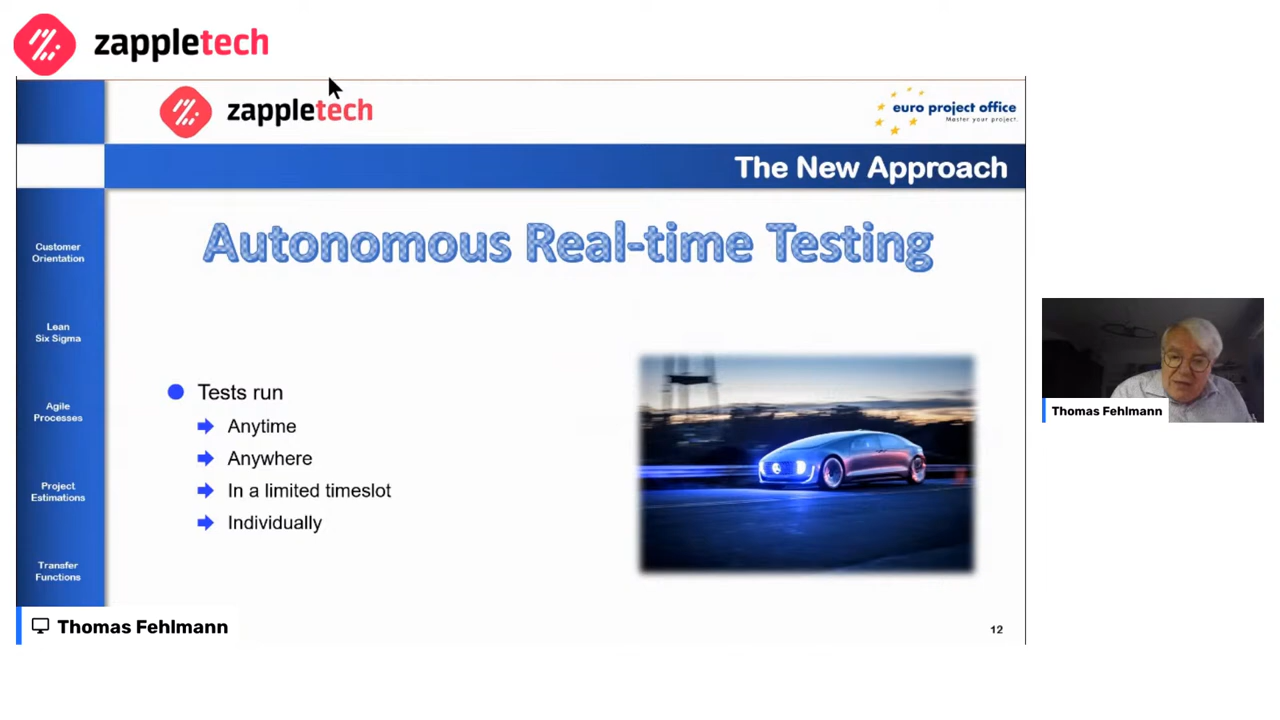 zappletech
zappletech
euro project office
Master your project.
The New Approach
Autonomous Real-time Testing
Customer
Orientation
Lean
Six Sigma
Agile
Processes
Project
Estimations
Transfer
Functions
Tests run
Anytime
Anywhere
In a limited timeslot
Individually
Thomas Fehlmann
12
Thomas Fehlmann